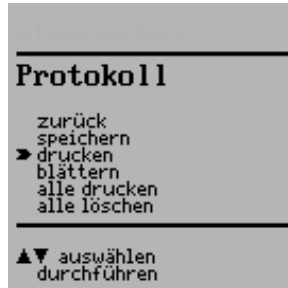 Protokoll
zurück
speichern
drucken
blättern
alle drucken
alle löschen
auswählen
durchführen